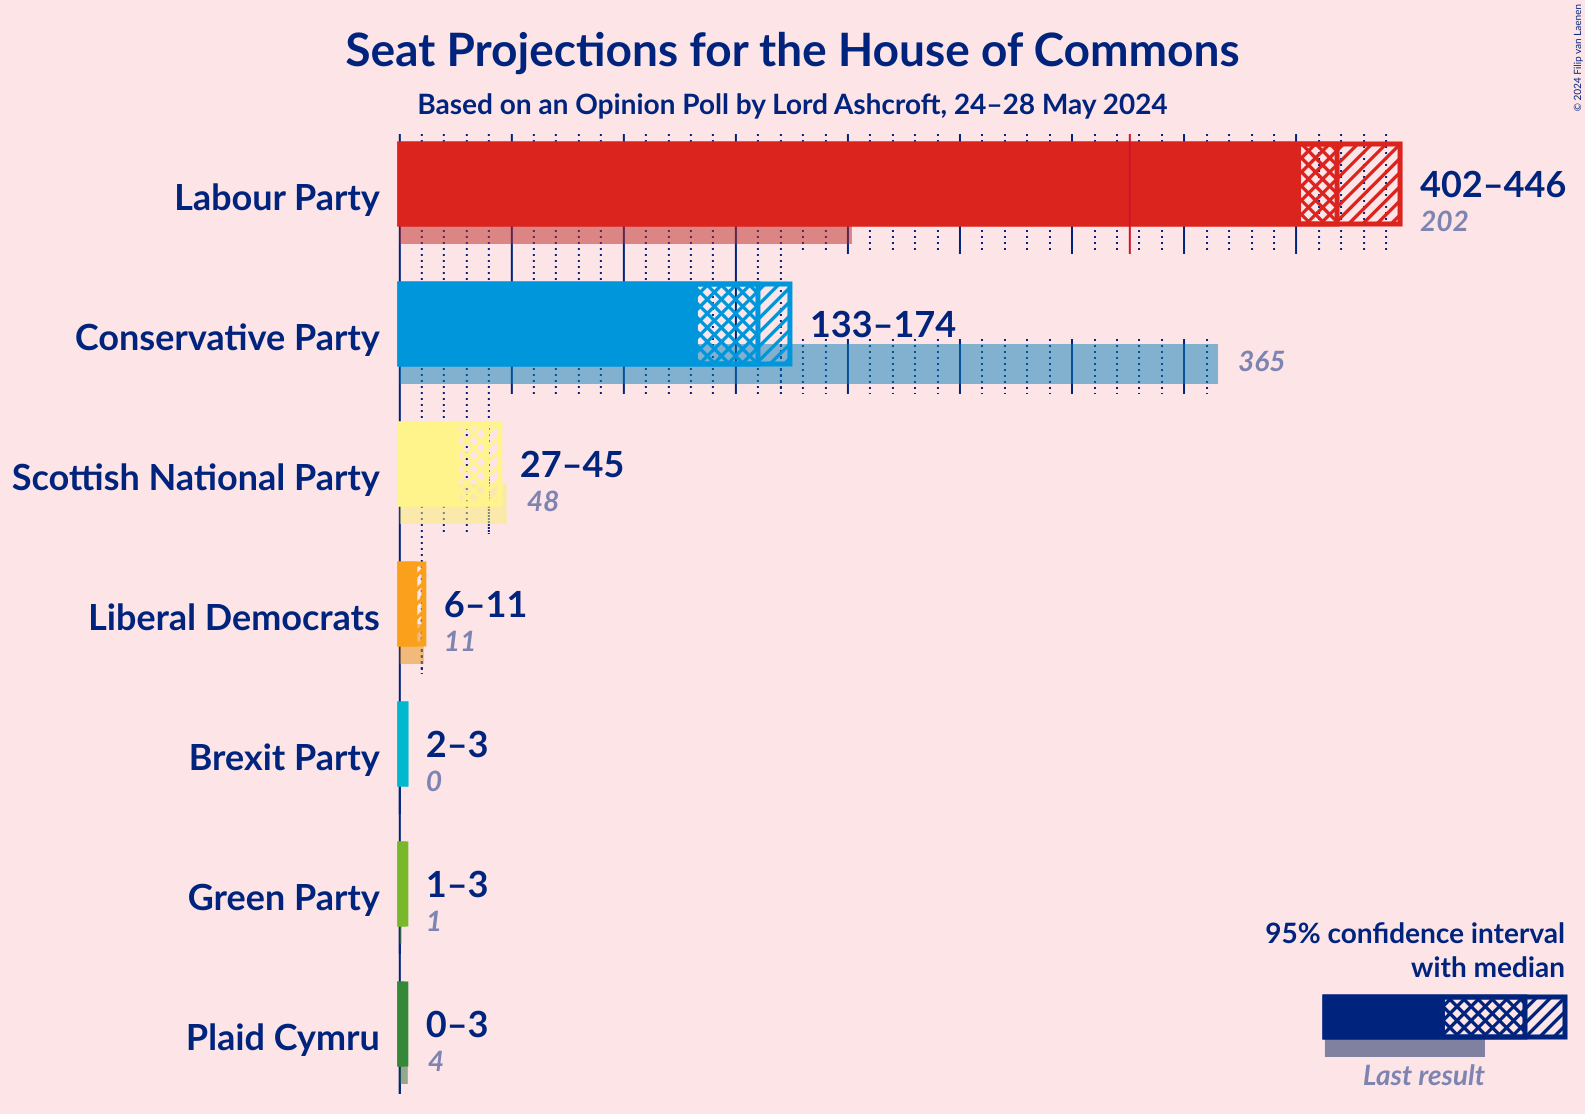 Seat Projections for the House of Commons
Based on an Opinion Poll by Lord Ashcroft, 24–28 May 2024
© 2024 Filip van Laenen
Labour Party
402–446
202
Conservative Party
133–174
365
Scottish National Party
27–45
48
Liberal Democrats
6–11
11
Brexit Party
2–3
0
Green Party
1–3
1
Plaid Cymru
0–3
4
95% confidence interval
with median
Last result